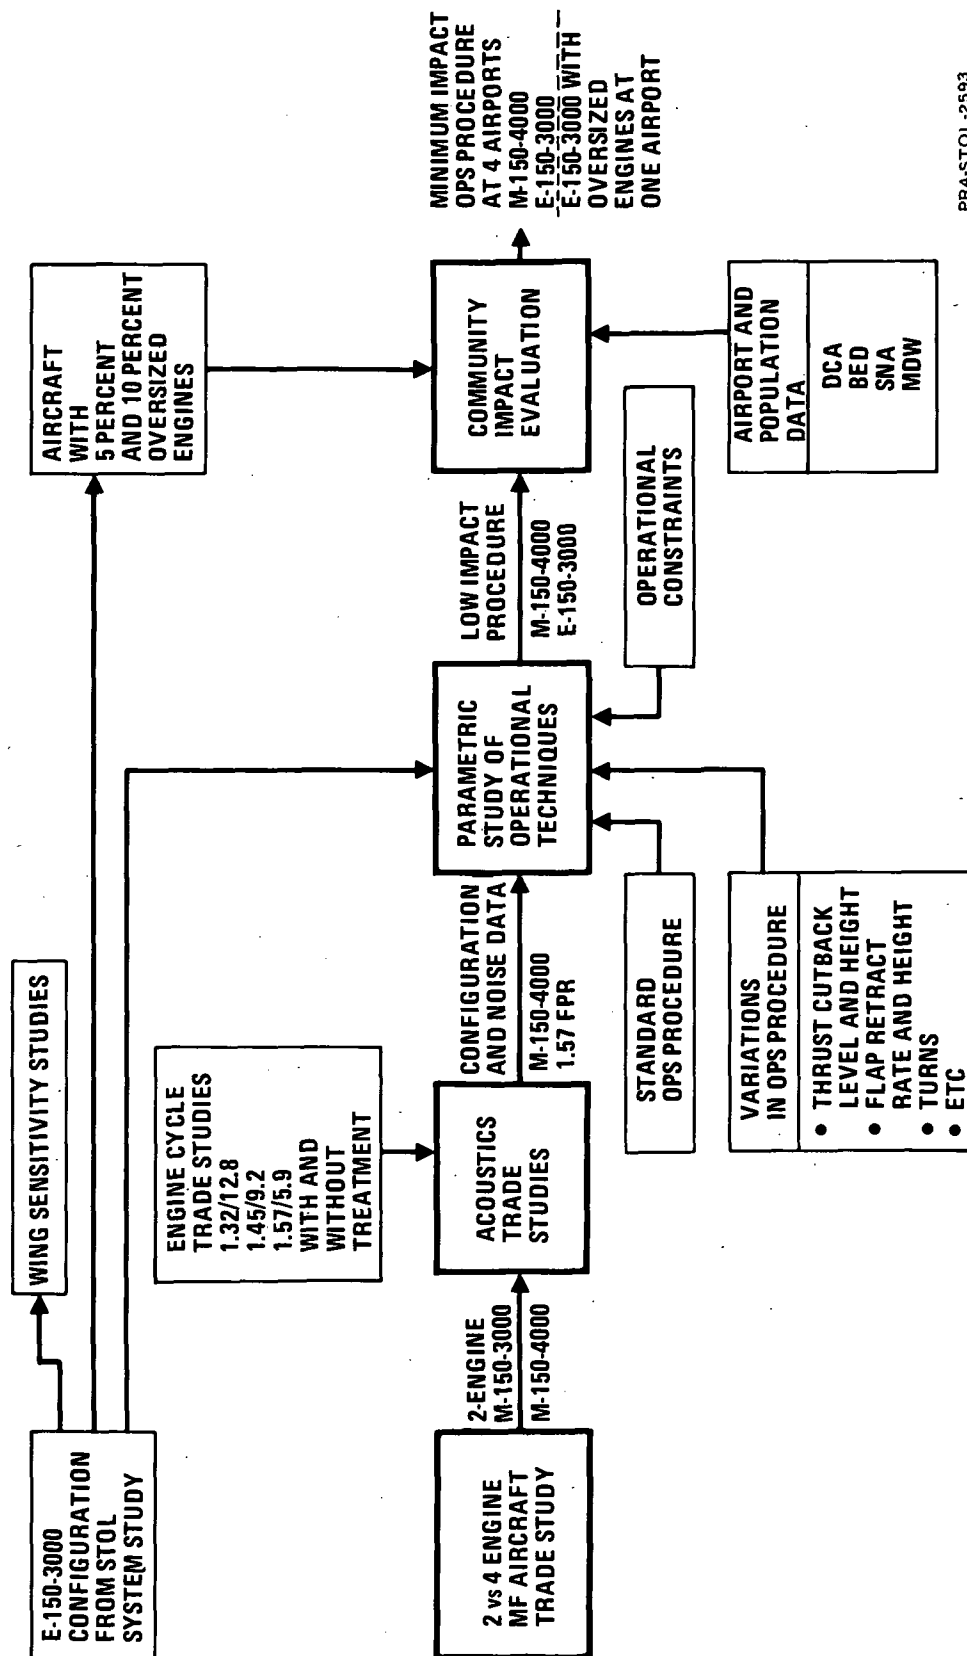 E-150-3000
CONFIGURATION
FROM STOL
SYSTEM STUDY
WING SENSITIVITY STUDIES
AIRCRAFT
WITH
5 PERCENT
AND 10 PERCENT
OVERSIZED
ENGINES
ENGINE CYCLE
TRADE STUDIES
1.32/12.8
1.45/9.2
1.57/5.9
WITH AND
WITHOUT
TREATMENT
2 vs 4 ENGINE
MF AIRCRAFT
TRADE STUDY
2-ENGINE
M-150-3000
M-150-4000
ACOUSTICS
TRADE
STUDIES
CONFIGURATION
AND NOISE DATA
M-150-4000
1.57 FPR
PARAMETRIC
STUDY OF
OPERATIONAL
TECHNIQUES
LOW IMPACT
PROCEDURE
M-150-4000
E-150-3000
COMMUNITY
IMPACT
EVALUATION
MINIMUM IMPACT
OPS PROCEDURE
AT 4 AIRPORTS
M-150-4000
E-150-3000
E-150-3000 WITH
OVERSIZED
ENGINES AT
ONE AIRPORT
STANDARD
OPS PROCEDURE
OPERATIONAL
CONSTRAINTS
VARIATIONS
IN OPS PROCEDURE
• THRUST CUTBACK
LEVEL AND HEIGHT
• FLAP RETRACT
RATE AND HEIGHT
• TURNS
• ETC
AIRPORT AND
POPULATION
DATA
DCA
BED
SNA
MDW
PRA-STOL-2593